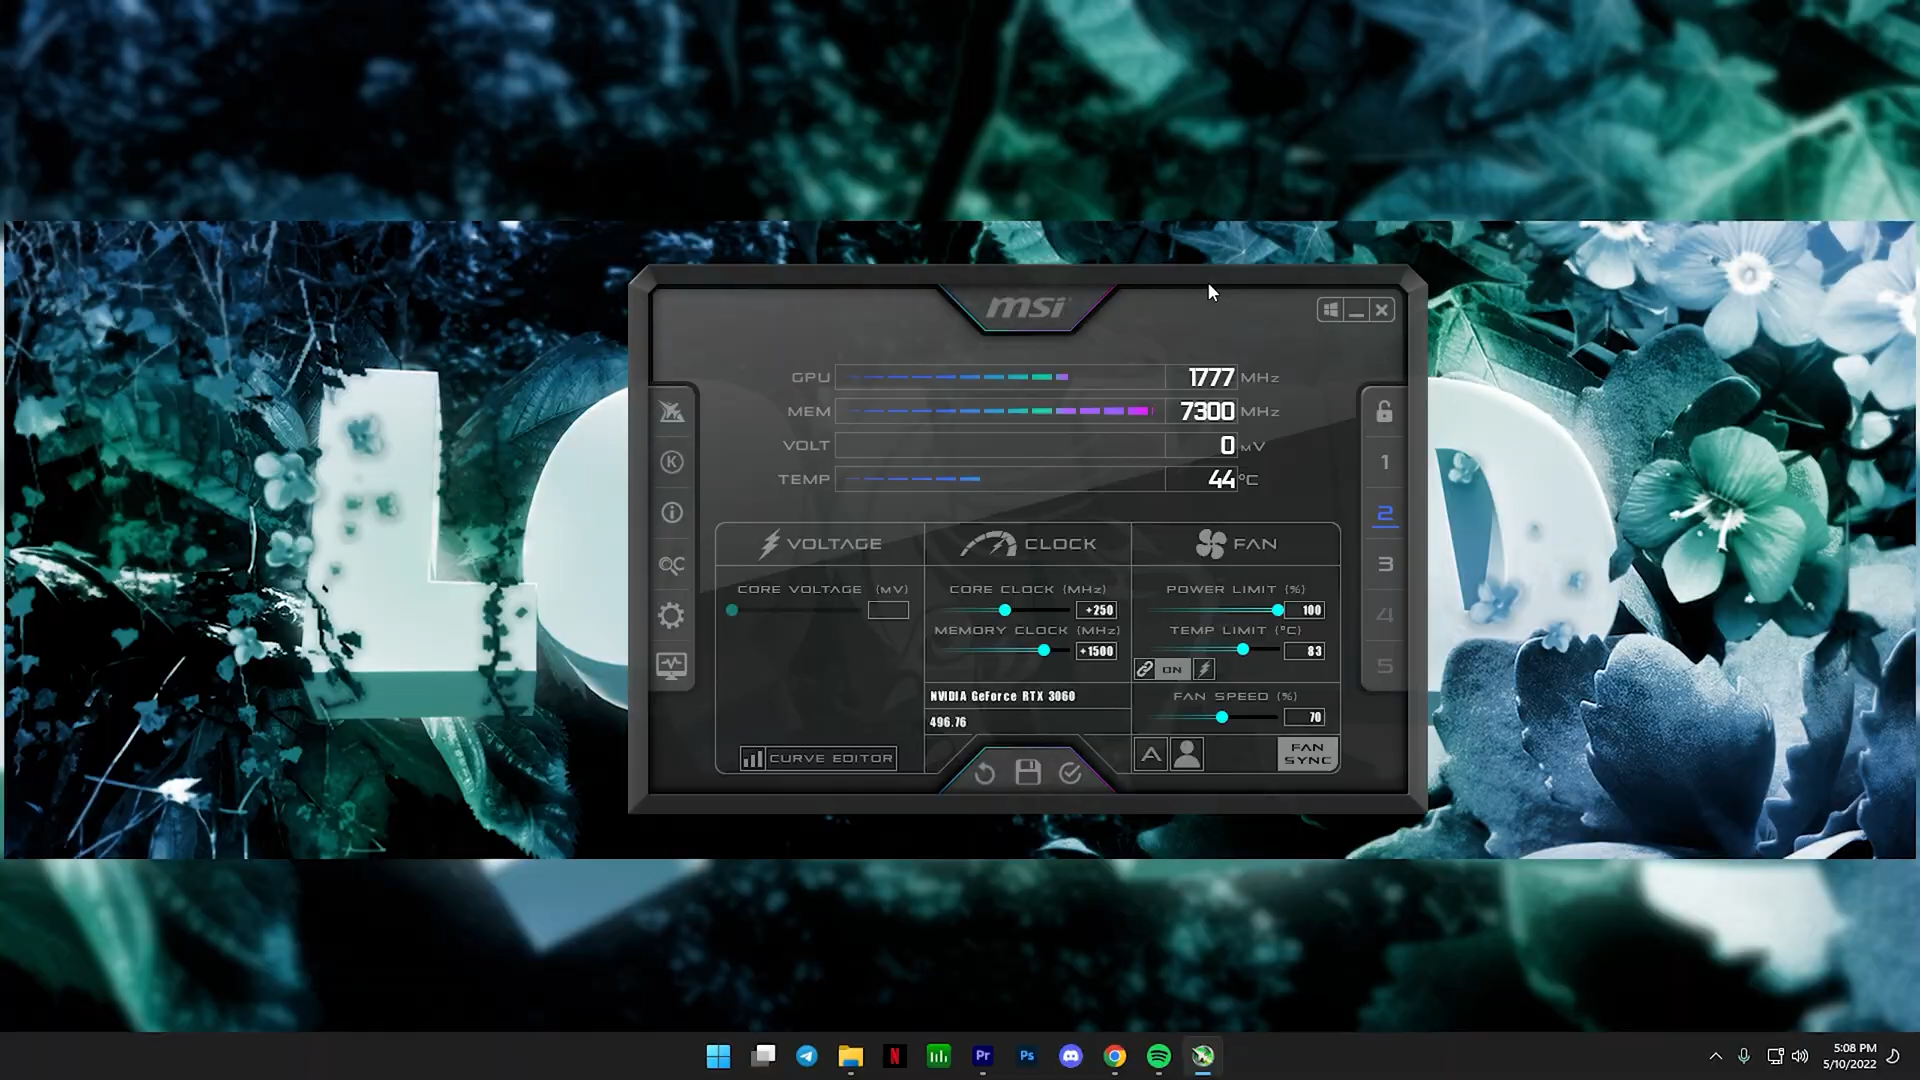 L
msi
GPU 1777 MHz
MEM 7300 MHz
VOLT 0 MV
TEMP 44 °C
K
i
OC
1
2
3
4
5
D
VOLTAGE
CORE VOLTAGE (MV)
CURVE EDITOR
CLOCK
CORE CLOCK (MHz)
+250
MEMORY CLOCK (MHz)
+1500
NVIDIA GeForce RTX 3060
496.76
FAN
POWER LIMIT (%)
100
TEMP LIMIT (°C)
83
ON
FAN SPEED (%)
70
A
FAN
SYNC
N
Pr
Ps
5:08 PM
5/10/2022